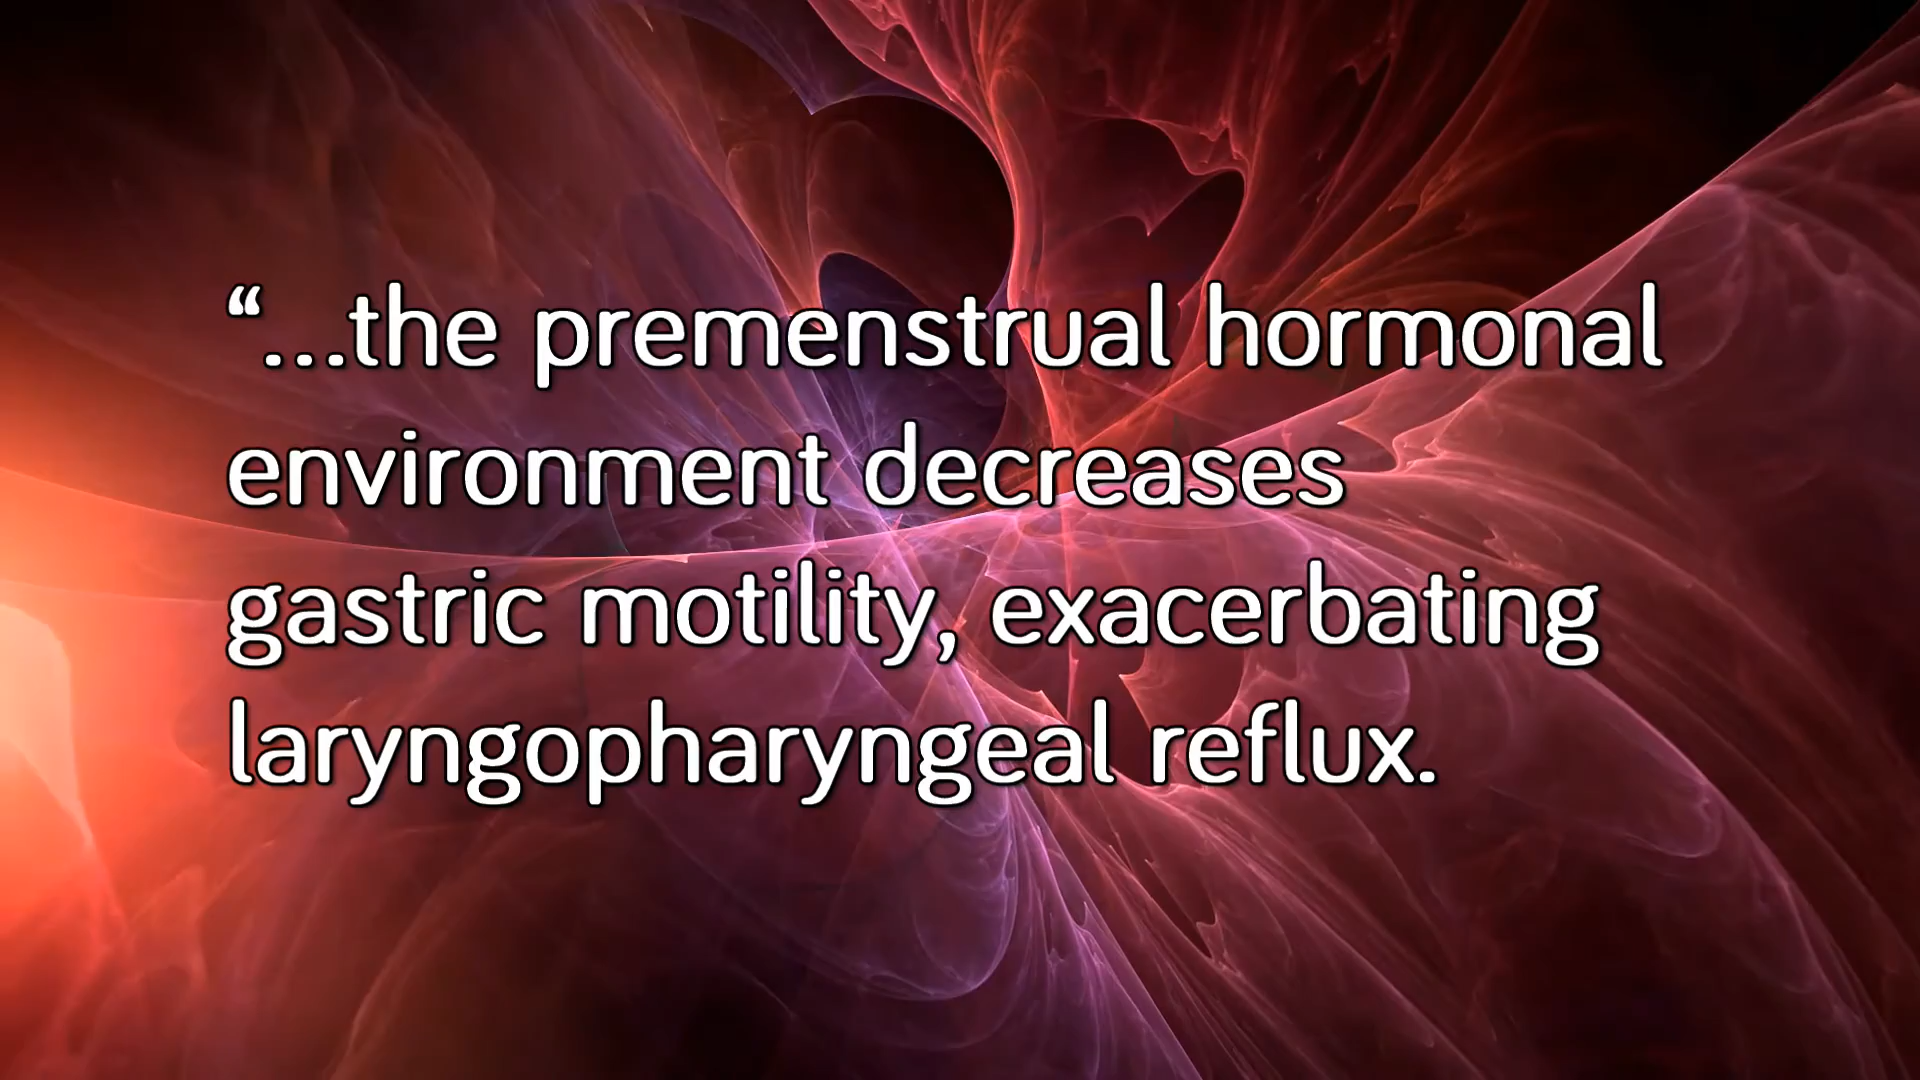 “...the premenstrual hormonal
environment decreases
gastric motility, exacerbating
laryngopharyngeal reflux.